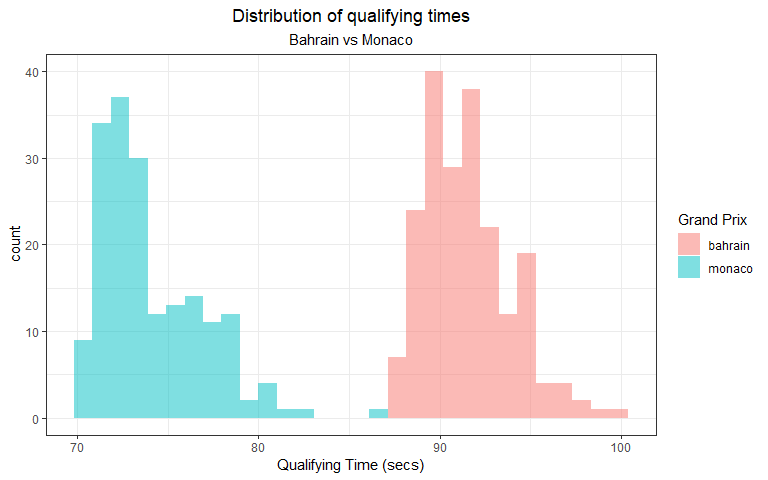 Distribution of qualifying times
Bahrain vs Monaco
40
30
20
10
0
count
70
80
90
100
Qualifying Time (secs)
Grand Prix
bahrain
monaco